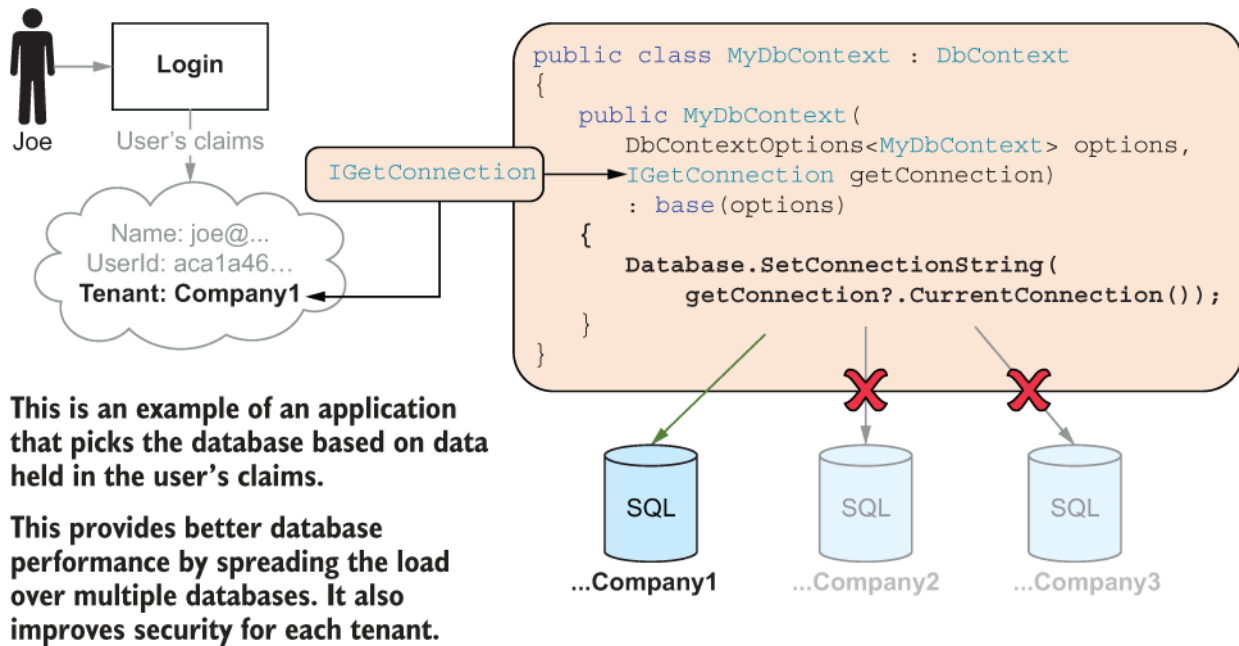 Joe
Login
User's claims
Name: joe@...
UserId: aca1a46...
Tenant: Company1
IGetConnection
public class MyDbContext : DbContext
{
public MyDbContext(
DbContextOptions<MyDbContext> options,
IGetConnection getConnection)
: base(options)
{
Database.SetConnectionString(
getConnection?.CurrentConnection());
}
}
This is an example of an application
that picks the database based on data
held in the user's claims.
This provides better database
performance by spreading the load
over multiple databases. It also
improves security for each tenant.
SQL
...Company1
SQL
...Company2
SQL
...Company3